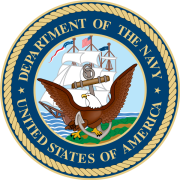 DEPARTMENT OF THE NAVY
UNITED STATES OF AMERICA